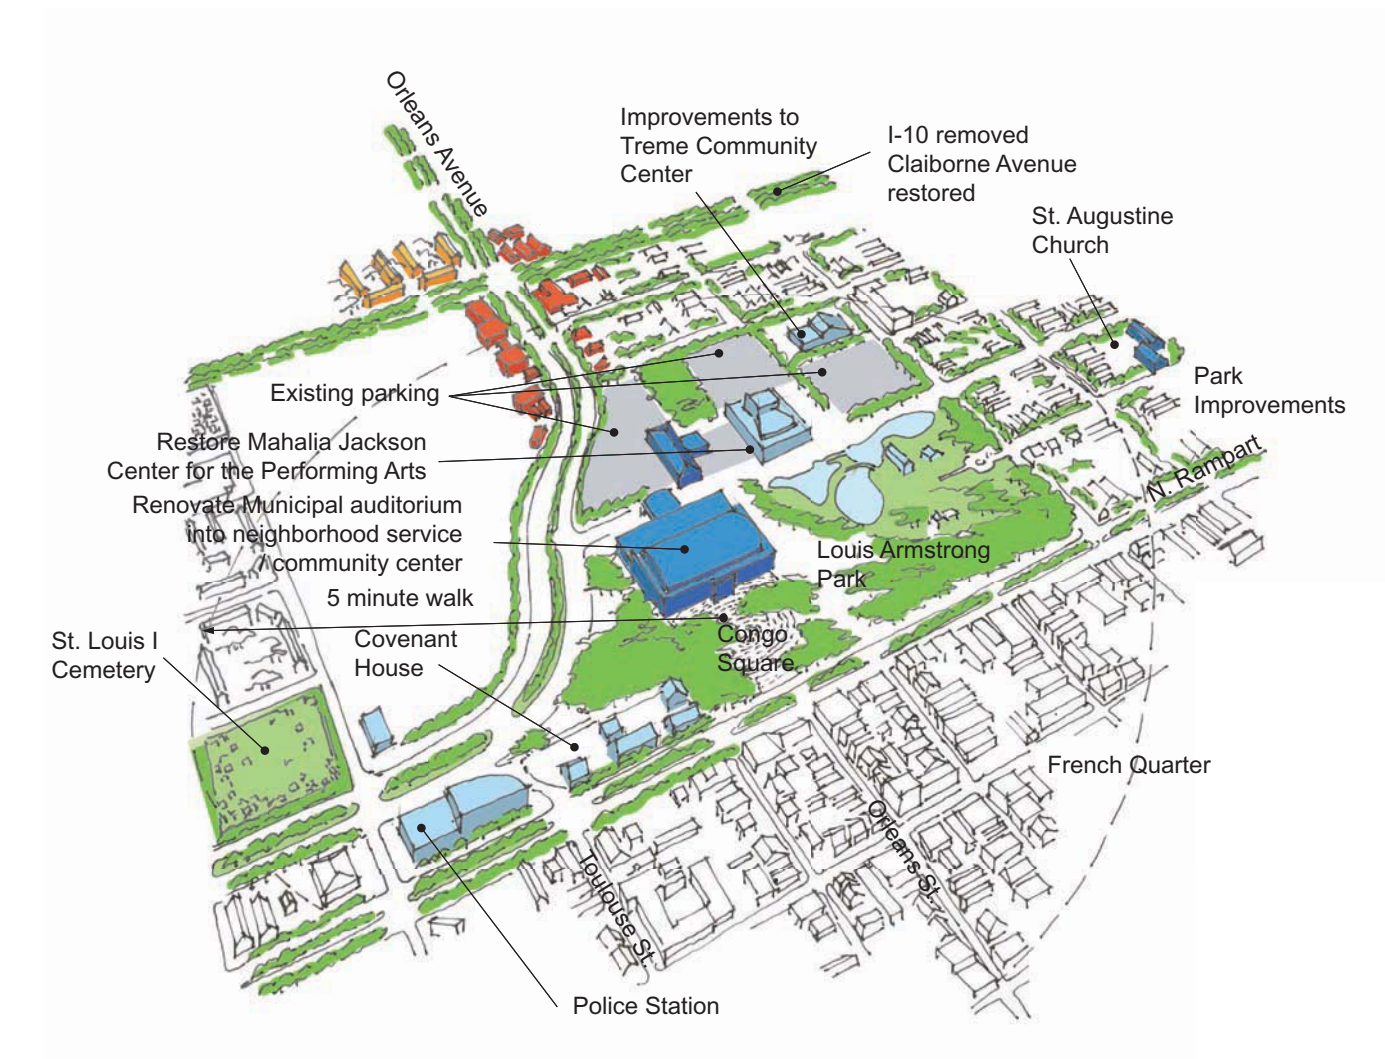 Orleans Avenue
Improvements to
Treme Community
Center
I-10 removed
Claiborne Avenue
restored
St. Augustine
Church
Existing parking
Park
Improvements
Restore Mahalia Jackson
Center for the Performing Arts
N. Rampart
Renovate Municipal auditorium
into neighborhood service
/ community center
Louis Armstrong
Park
5 minute walk
St. Louis I
Cemetery
Covenant
House
Congo
Square
French Quarter
Orleans St.
Toulouse St.
Police Station